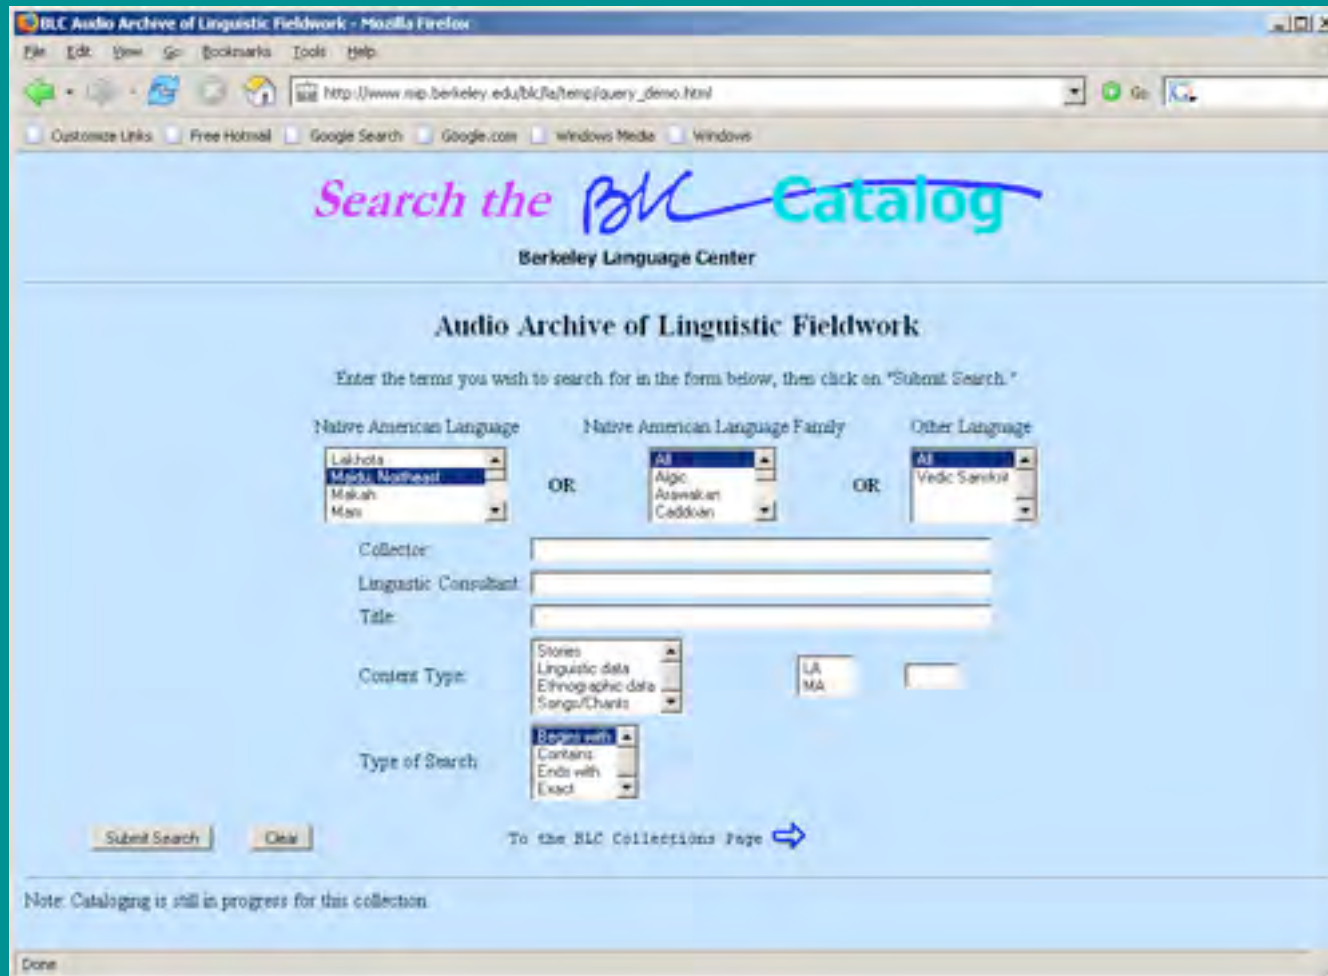 BLC Audio Archive of Linguistic Fieldwork - Mozilla Firefox
File Edit View Go Bookmarks Tools Help
http://www.mip.berkeley.edu/blc/la/temp/query_demo.html Go
Customize Links Free Hotmail Google Search Google.com Windows Media Windows
Search the BLC Catalog
Berkeley Language Center
Audio Archive of Linguistic Fieldwork
Enter the terms you wish to search for in the form below, then click on "Submit Search."
Native American Language Native American Language Family Other Language
Lakhota All All
Maidu, Northeast OR Algic OR Vedic Sanskrit
Makah Arawakan
Mam Caddoan
Collector:
Linguistic Consultant:
Title:
Content Type:
Stories
Linguistic data
Ethnographic data
Songs/Chants
LA
MA
Type of Search
Begins with
Contains
Ends with
Exact
Submit Search Clear To the BLC Collections Page
Note: Cataloging is still in progress for this collection.
Done